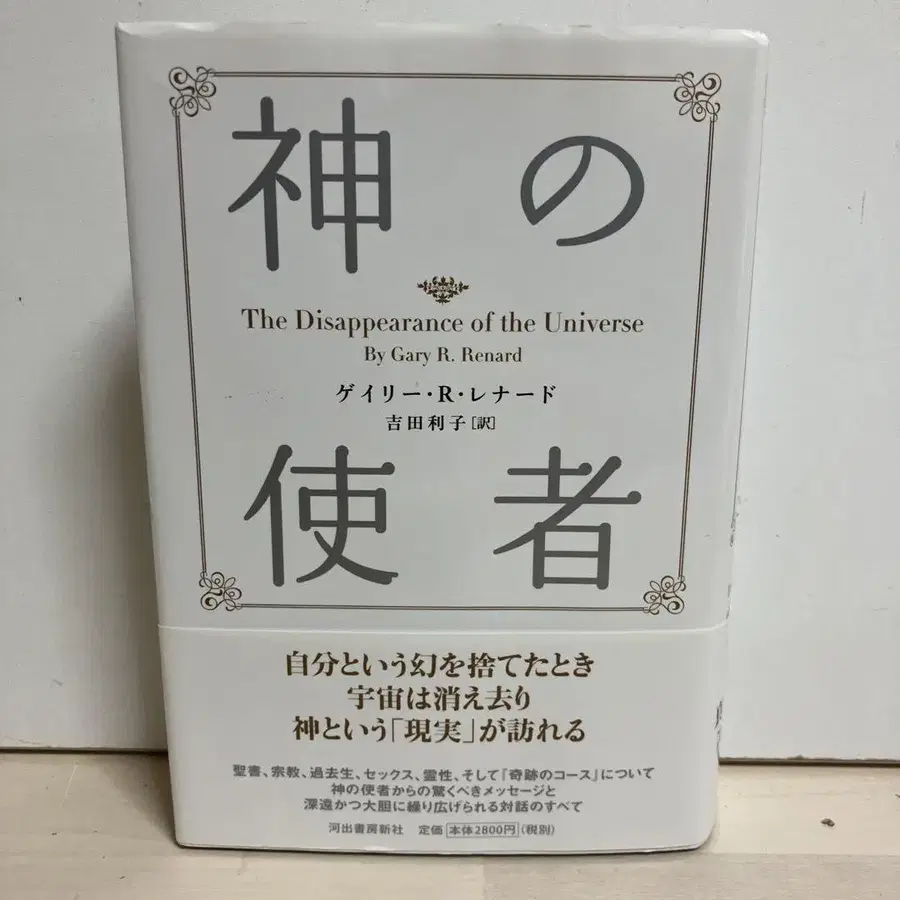 神の
The Disappearance of the Universe
By Gary R. Renard
ゲイリー・R・レナード
吉田利子[訳]
使者
自分という幻を捨てたとき
宇宙は消え去り
神という「現実」が訪れる
聖書、宗教、過去生、セックス、霊性、そして『奇跡のコース』について
神の使者からの驚くべきメッセージと
深遠かつ大胆に繰り広げられる対話のすべて
河出書房新社 定価 本体2800円(税別)